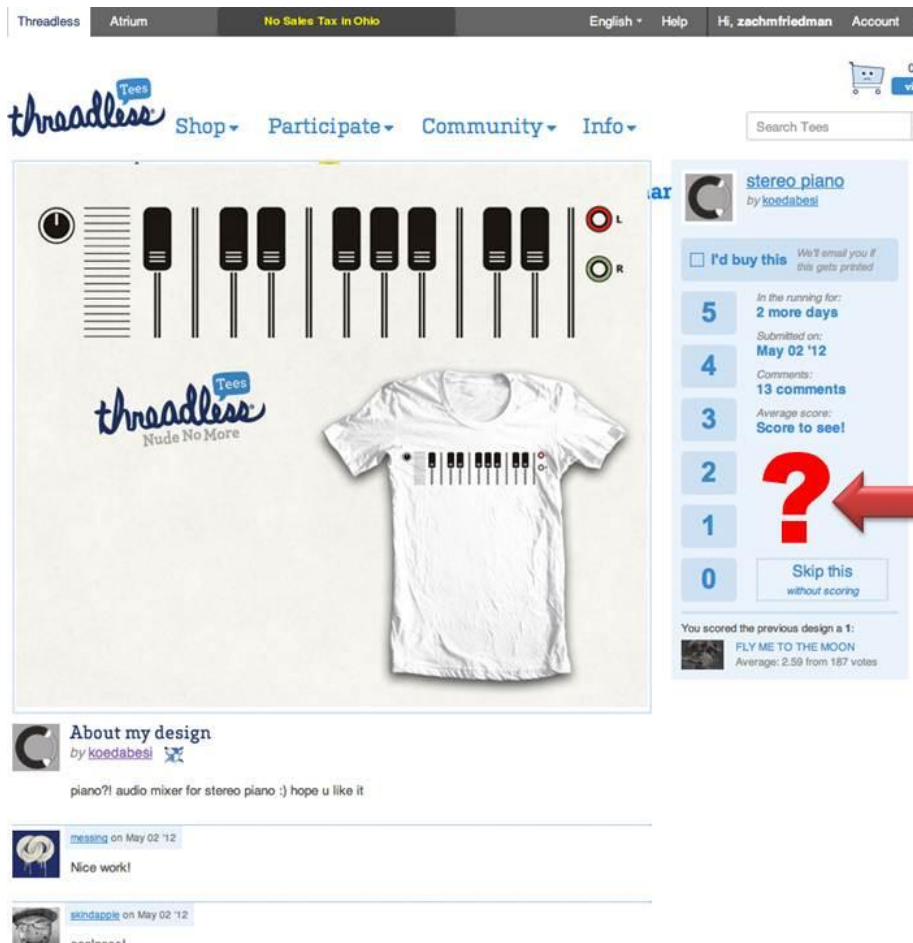 Threadless Atrium No Sales Tax in Ohio English Help Hi, zachmfriedman Account
threadless Tees
Shop Participate Community Info
Search Tees
L
R
threadless Tees
Nude No More
stereo piano
by koedabesi
I'd buy this We'll email you if
this gets printed
5
4
3
2
1
0
In the running for:
2 more days
Submitted on:
May 02 '12
Comments:
13 comments
Average score:
Score to see!
?
Skip this
without scoring
You scored the previous design a 1:
FLY ME TO THE MOON
Average: 2.59 from 187 votes
About my design
by koedabesi
piano?! audio mixer for stereo piano :) hope u like it
messing on May 02 '12
Nice work!
skindapple on May 02 '12